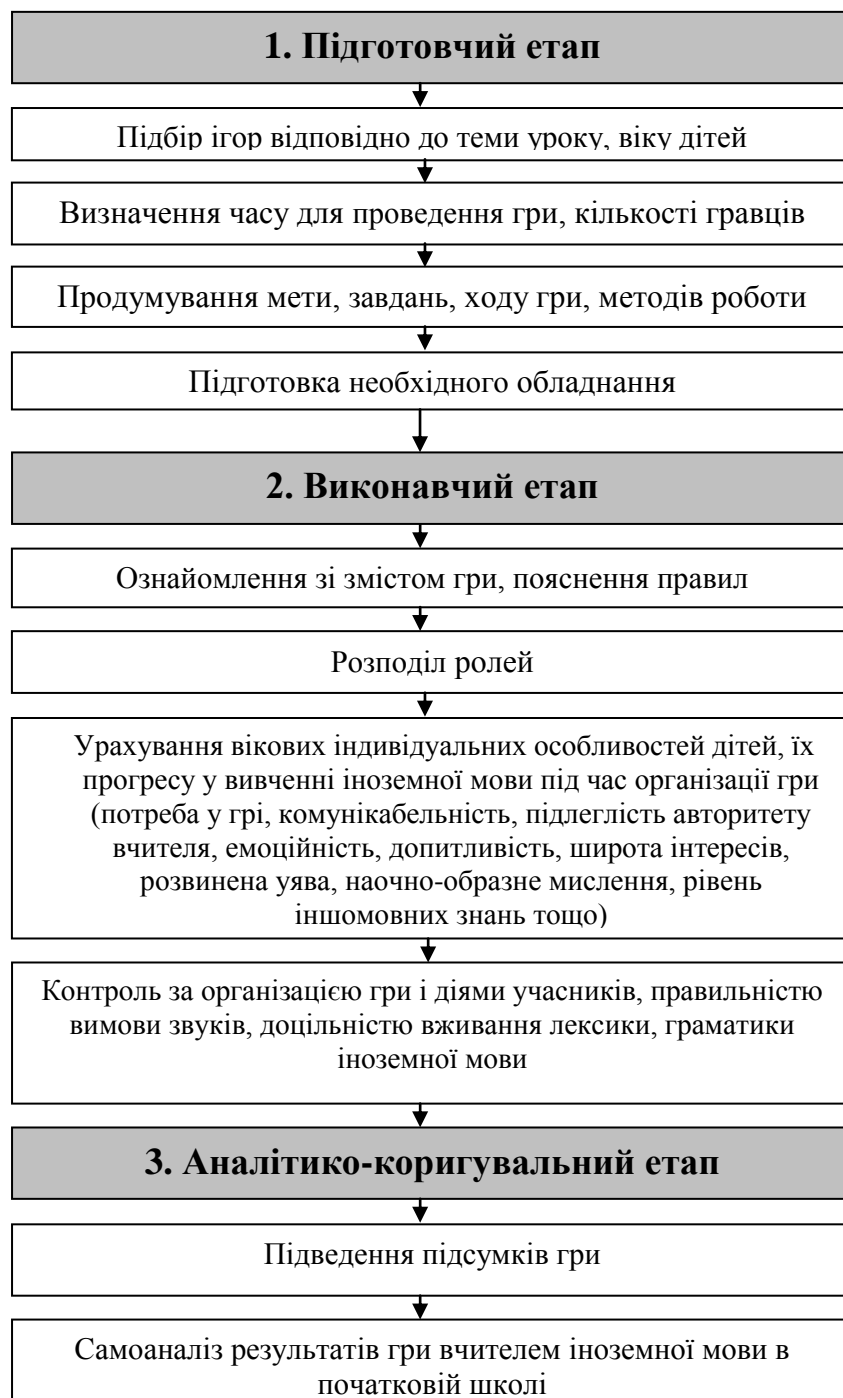 1. Підготовчий етап
Підбір ігор відповідно до теми уроку, віку дітей
Визначення часу для проведення гри, кількості гравців
Продумування мети, завдань, ходу гри, методів роботи
Підготовка необхідного обладнання
2. Виконавчий етап
Ознайомлення зі змістом гри, пояснення правил
Розподіл ролей
Урахування вікових індивідуальних особливостей дітей, їх
прогресу у вивченні іноземної мови під час організації гри
(потреба у грі, комунікабельність, підлеглість авторитету
вчителя, емоційність, допитливість, широта інтересів,
розвинена уява, наочно-образне мислення, рівень
іншомовних знань тощо)
Контроль за організацією гри і діями учасників, правильністю
вимови звуків, доцільністю вживання лексики, граматики
іноземної мови
3. Аналітико-коригувальний етап
Підведення підсумків гри
Самоаналіз результатів гри вчителем іноземної мови в
початковій школі